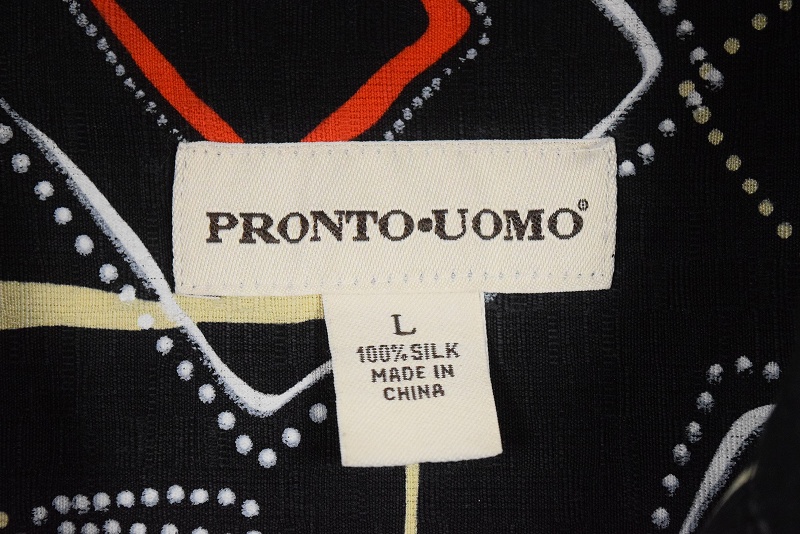 PRONTO•UOMO®
L
100% SILK
MADE IN
CHINA